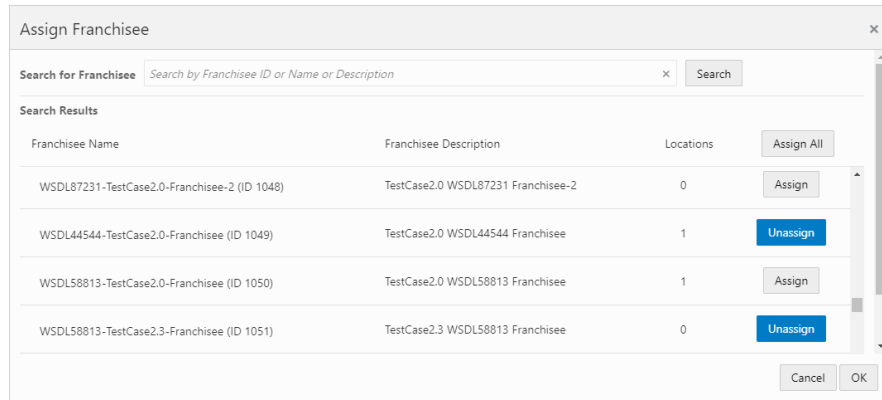 Assign Franchisee
Search for Franchisee Search by Franchisee ID or Name or Description Search
Search Results
Franchisee Name Franchisee Description Locations Assign All
WSDL87231-TestCase2.0-Franchisee-2 (ID 1048) TestCase2.0 WSDL87231 Franchisee-2 0 Assign
WSDL44544-TestCase2.0-Franchisee (ID 1049) TestCase2.0 WSDL44544 Franchisee 1 Unassign
WSDL58813-TestCase2.0-Franchisee (ID 1050) TestCase2.0 WSDL58813 Franchisee 1 Assign
WSDL58813-TestCase2.3-Franchisee (ID 1051) TestCase2.3 WSDL58813 Franchisee 0 Unassign
Cancel OK